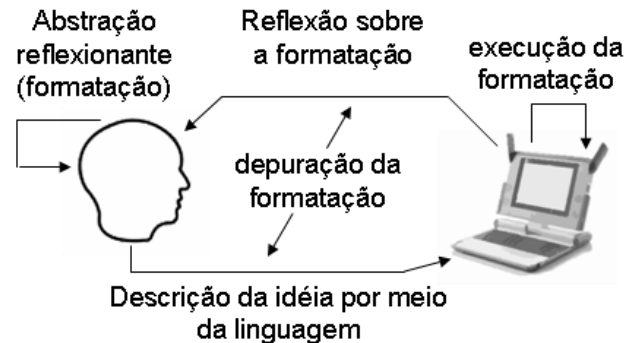 Abstração
reflexionante
(formatação)
Reflexão sobre
a formatação
execução da
formatação
depuração da
formatação
Descrição da idéia por meio
da linguagem